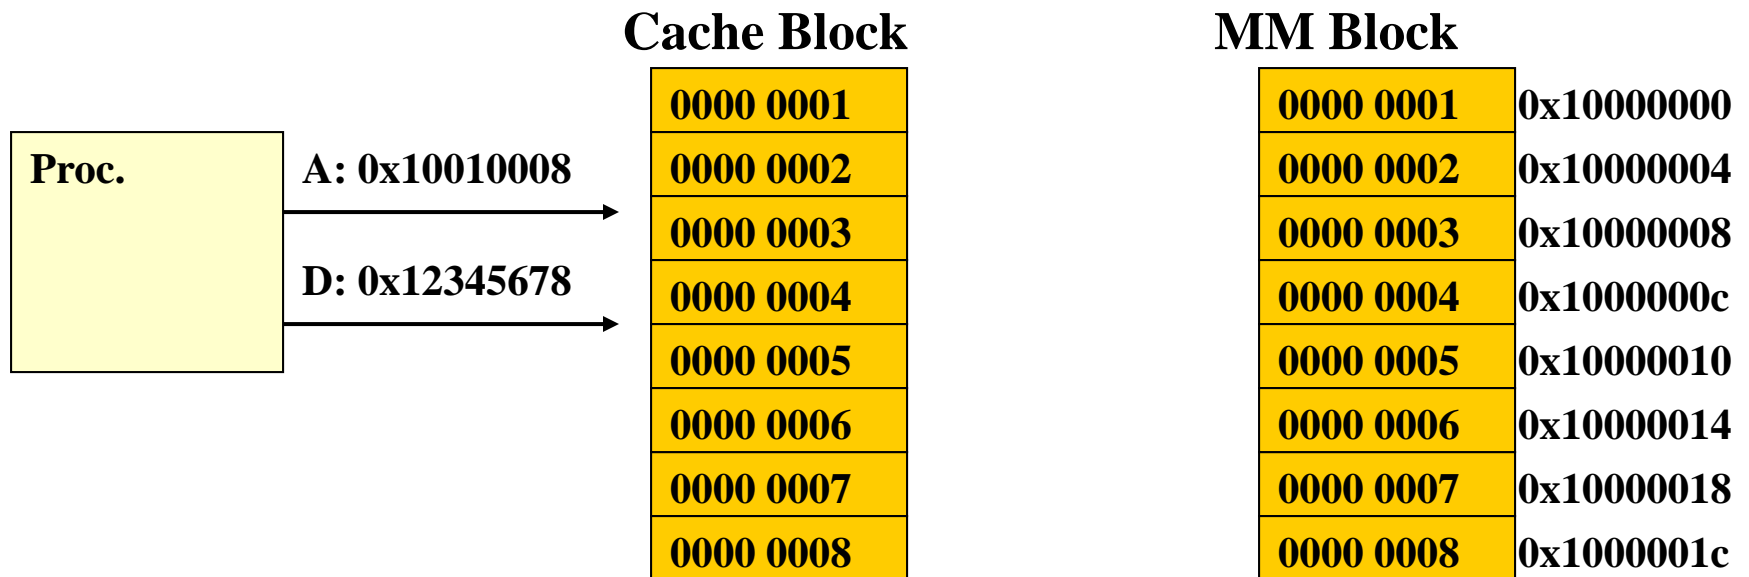 Cache Block
MM Block
0000 0001
0000 0001
0x10000000
Proc.
A: 0x10010008
0000 0002
0000 0002
0x10000004
0000 0003
0000 0003
0x10000008
D: 0x12345678
0000 0004
0000 0004
0x1000000c
0000 0005
0000 0005
0x10000010
0000 0006
0000 0006
0x10000014
0000 0007
0000 0007
0x10000018
0000 0008
0000 0008
0x1000001c